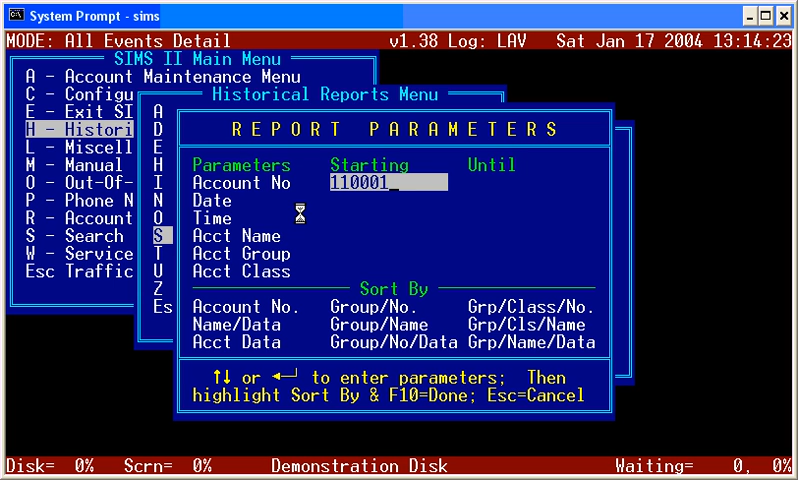 System Prompt - sims
MODE: All Events Detail v1.38 Log: LAV Sat Jan 17 2004 13:14:23
SIMS II Main Menu
A - Account Maintenance Menu
C - Configu
E - Exit SI
H - Histori
L - Miscell
M - Manual
O - Out-Of-
P - Phone N
R - Account
S - Search
W - Service
Esc Traffic
Historical Reports Menu
A
D
E
H
I
N
O
S
T
U
Z
Es
REPORT PARAMETERS
Parameters Starting Until
Account No 110001_
Date
Time
Acct Name
Acct Group
Acct Class
Sort By
Account No. Group/No. Grp/Class/No.
Name/Data Group/Name Grp/Cls/Name
Acct Data Group/No/Data Grp/Name/Data
↑↓ or ◄─┘ to enter parameters; Then
highlight Sort By & F10=Done; Esc=Cancel
Disk= 0% Scrn= 0% Demonstration Disk Waiting= 0, 0%